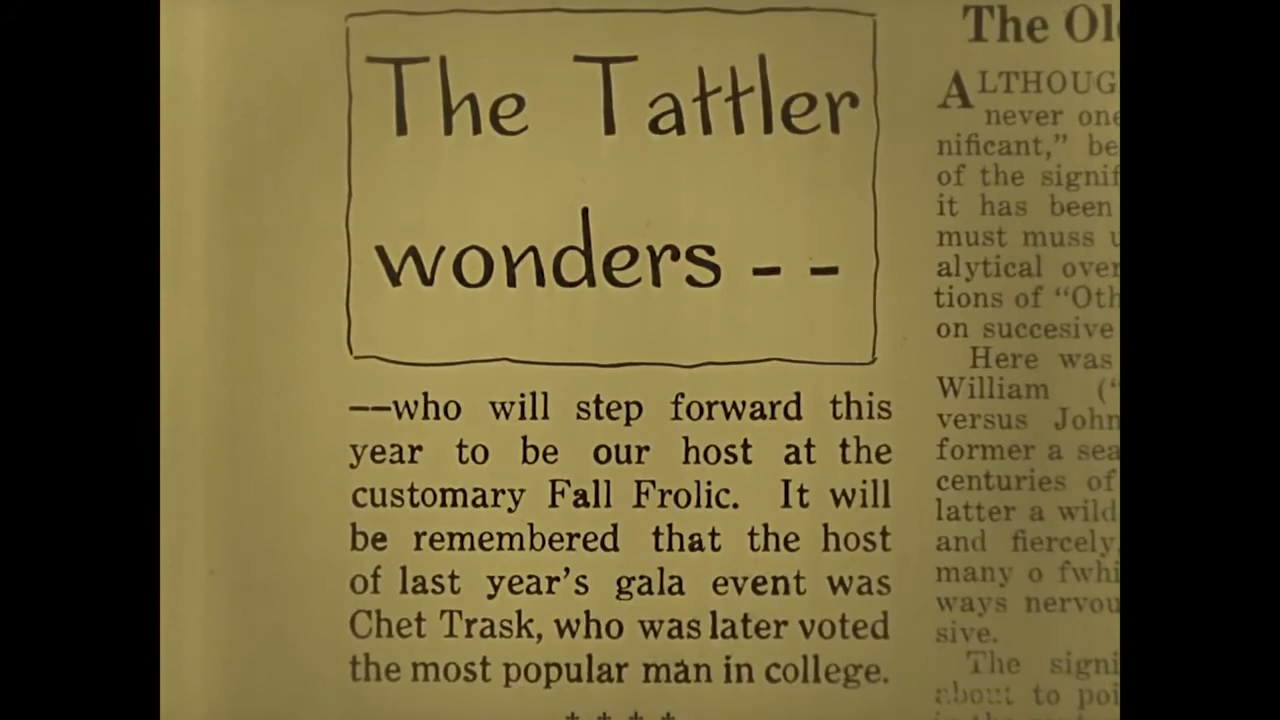 The Tattler
wonders - -
——who will step forward this
year to be our host at the
customary Fall Frolic. It will
be remembered that the host
of last year's gala event was
Chet Trask, who was later voted
the most popular man in college.
* * * *
The Ol
ALTHOUG
never one
nificant," be
of the signif
it has been
must muss u
alytical over
tions of "Oth
on succesive
Here was
William ("
versus John
former a sea
centuries of
latter a wild
and fiercely,
many o fwhi
ways nervou
sive.
The signi
about to poi